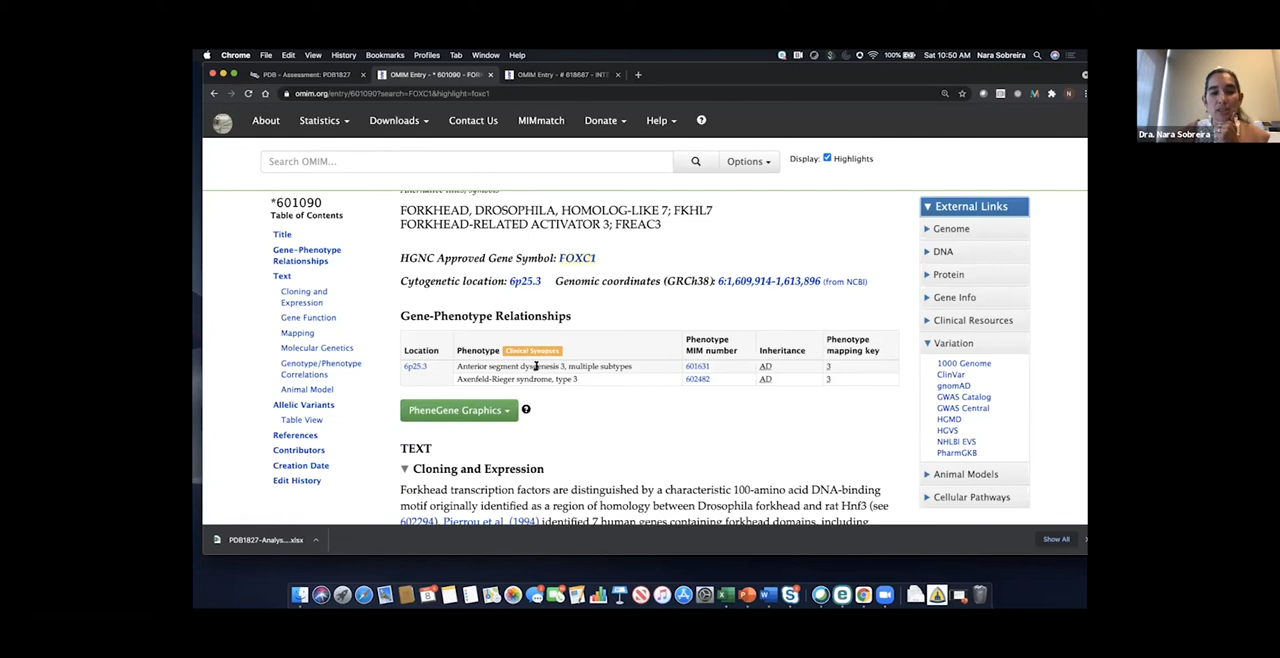 Chrome File Edit View History Bookmarks Profiles Tab Window Help
100% Sat 10:50 AM Nara Sobreira
PDB - Assessment: PDB1827 OMIM Entry - * 601090 - FOR OMIM Entry - # 618687 - INTE
omim.org/entry/601090?search=FOXC1&highlight=foxc1
About Statistics Downloads Contact Us MIMmatch Donate Help
Search OMIM... Options Display: Highlights
*601090
Table of Contents
Title
Gene-Phenotype
Relationships
Text
Cloning and
Expression
Gene Function
Mapping
Molecular Genetics
Genotype/Phenotype
Correlations
Animal Model
Allelic Variants
Table View
References
Contributors
Creation Date
Edit History
FORKHEAD, DROSOPHILA, HOMOLOG-LIKE 7; FKHL7
FORKHEAD-RELATED ACTIVATOR 3; FREAC3
HGNC Approved Gene Symbol: FOXC1
Cytogenetic location: 6p25.3 Genomic coordinates (GRCh38): 6:1,609,914-1,613,896 (from NCBI)
Gene-Phenotype Relationships
Location Phenotype Clinical Synopses Phenotype MIM number Inheritance Phenotype mapping key
6p25.3 Anterior segment dysgenesis 3, multiple subtypes 601631 AD 3
Axenfeld-Rieger syndrome, type 3 602482 AD 3
PheneGene Graphics
TEXT
Cloning and Expression
Forkhead transcription factors are distinguished by a characteristic 100-amino acid DNA-binding
motif originally identified as a region of homology between Drosophila forkhead and rat Hnf3 (see
602294). Pierrou et al. (1994) identified 7 human genes containing forkhead domains, including
External Links
Genome
DNA
Protein
Gene Info
Clinical Resources
Variation
1000 Genome
ClinVar
gnomAD
GWAS Catalog
GWAS Central
HGMD
HGVS
NHLBI EVS
PharmGKB
Animal Models
Cellular Pathways
PDB1827-Analys....xlsx Show All
Dra. Nara Sobreira